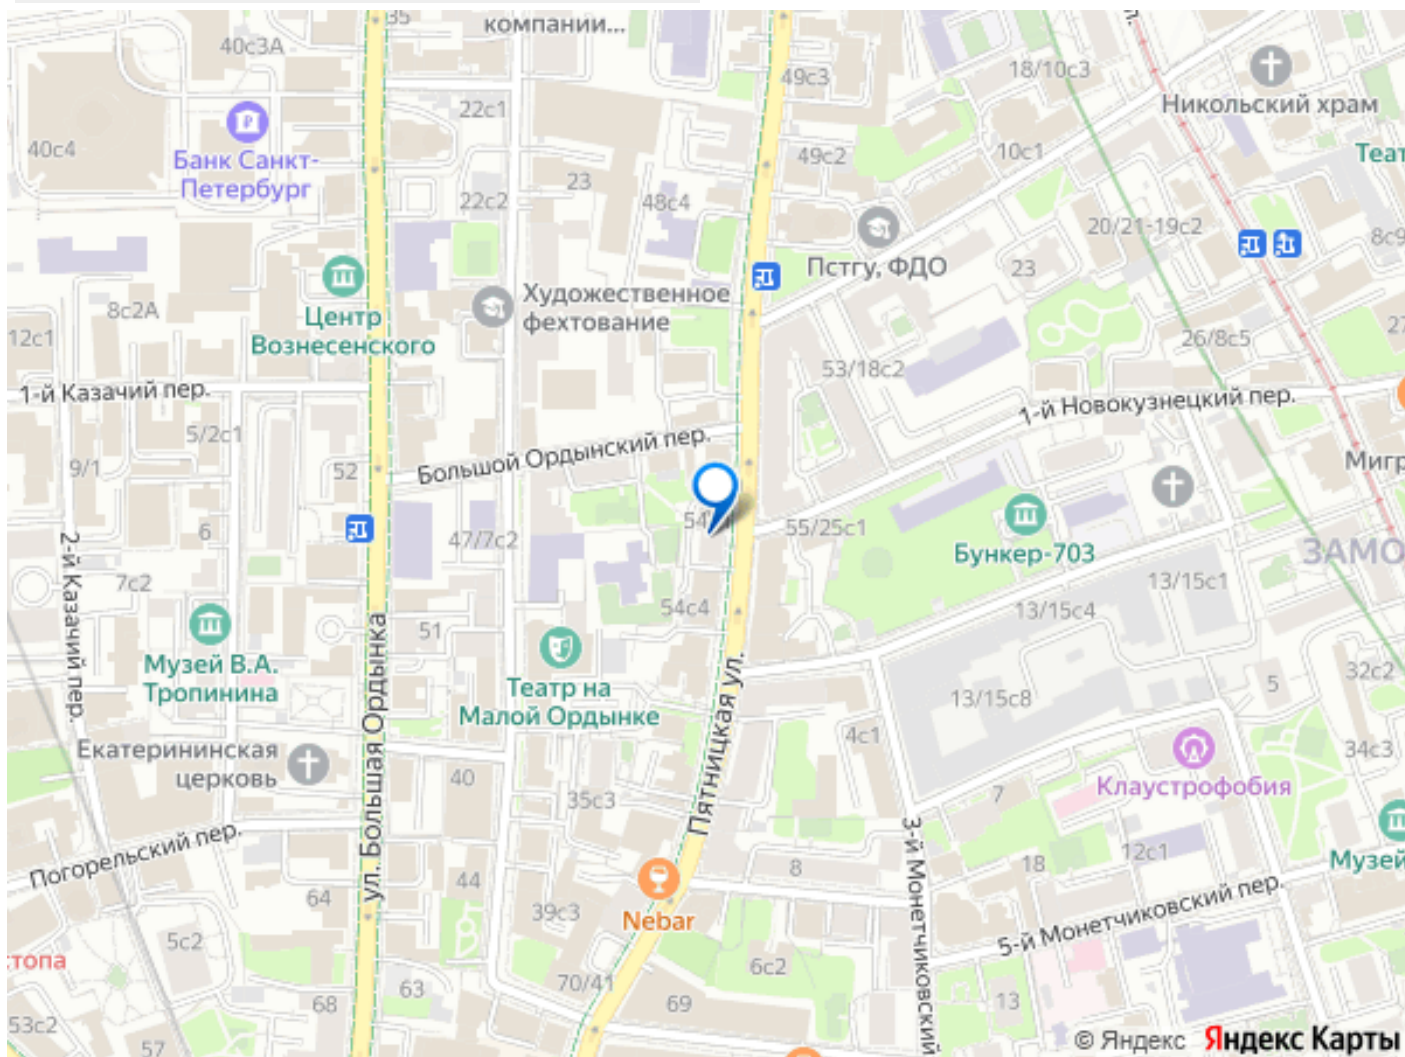 35
компании...
40с3А
49с3
18/10с3
Никольский храм
22с1
40с4
Банк Санкт-
Петербург
49с2
10с1
Теат
23
22с2
48с4
20/21-19с2
8с9
Пстгу, ФДО
23
Художественное
фехтование
8с2А
Центр
Вознесенского
12с1
26/8с5
27
53/18с2
1-й Казачий пер.
1-й Новокузнецкий пер.
5/2с1
Большой Ордынский пер.
9/1
52
Мигр
54
55/25с1
6
47/7с2
Бункер-703
ЗАМО
2-й Казачий пер.
7с2
13/15с1
54с4
13/15с4
51
Музей В.А.
Тропинина
ул. Большая Ордынка
Театр на
Малой Ордынке
Пятницкая ул.
32с2
5
13/15с8
4с1
34с3
Екатерининская
церковь
40
35с3
Клаустрофобия
7
3-й Монетчиковский
Погорельский пер.
8
18
12с1
Музей
64
44
39с3
Nebar
5-й Монетчиковский пер.
5с2
стопа
6с2
70/41
63
68
69
13
53с2
57
© Яндекс Яндекс Карты